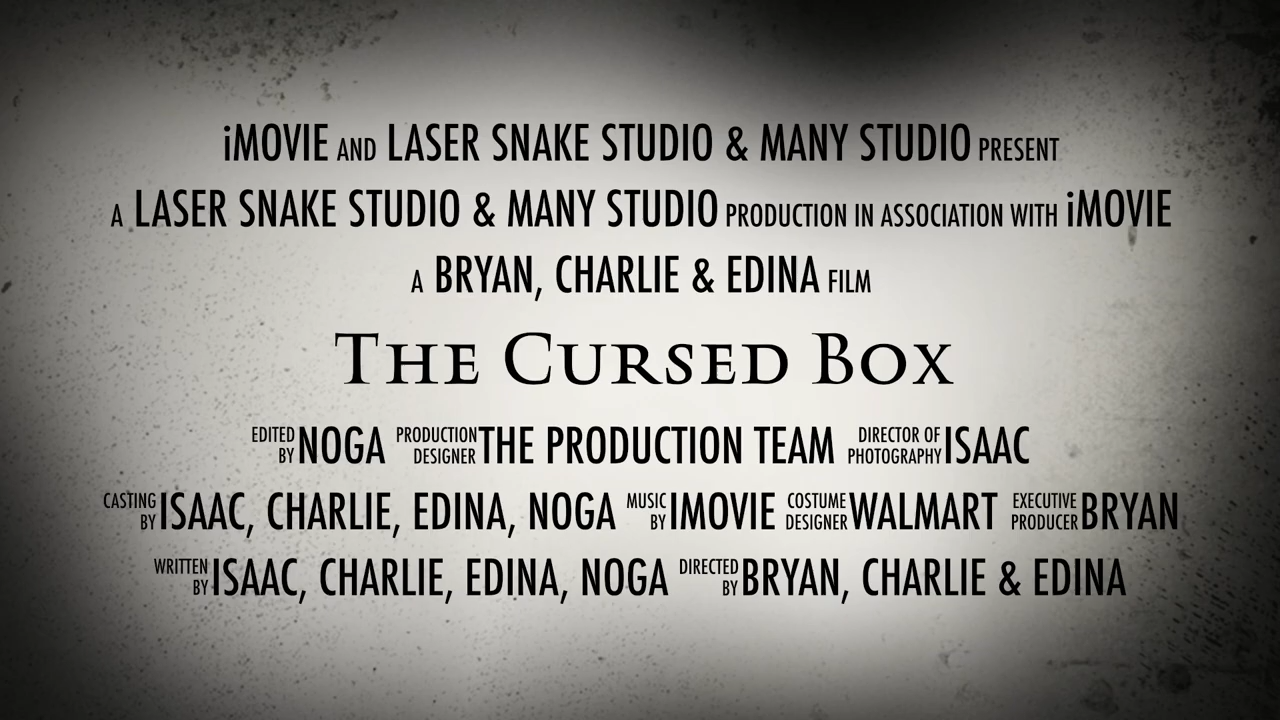 iMOVIE AND LASER SNAKE STUDIO & MANY STUDIO PRESENT
A LASER SNAKE STUDIO & MANY STUDIO PRODUCTION IN ASSOCIATION WITH iMOVIE
A BRYAN, CHARLIE & EDINA FILM
THE CURSED BOX
EDITED BY NOGA PRODUCTION DESIGNER THE PRODUCTION TEAM DIRECTOR OF PHOTOGRAPHY ISAAC
CASTING BY ISAAC, CHARLIE, EDINA, NOGA MUSIC BY IMOVIE COSTUME DESIGNER WALMART EXECUTIVE PRODUCER BRYAN
WRITTEN BY ISAAC, CHARLIE, EDINA, NOGA DIRECTED BY BRYAN, CHARLIE & EDINA